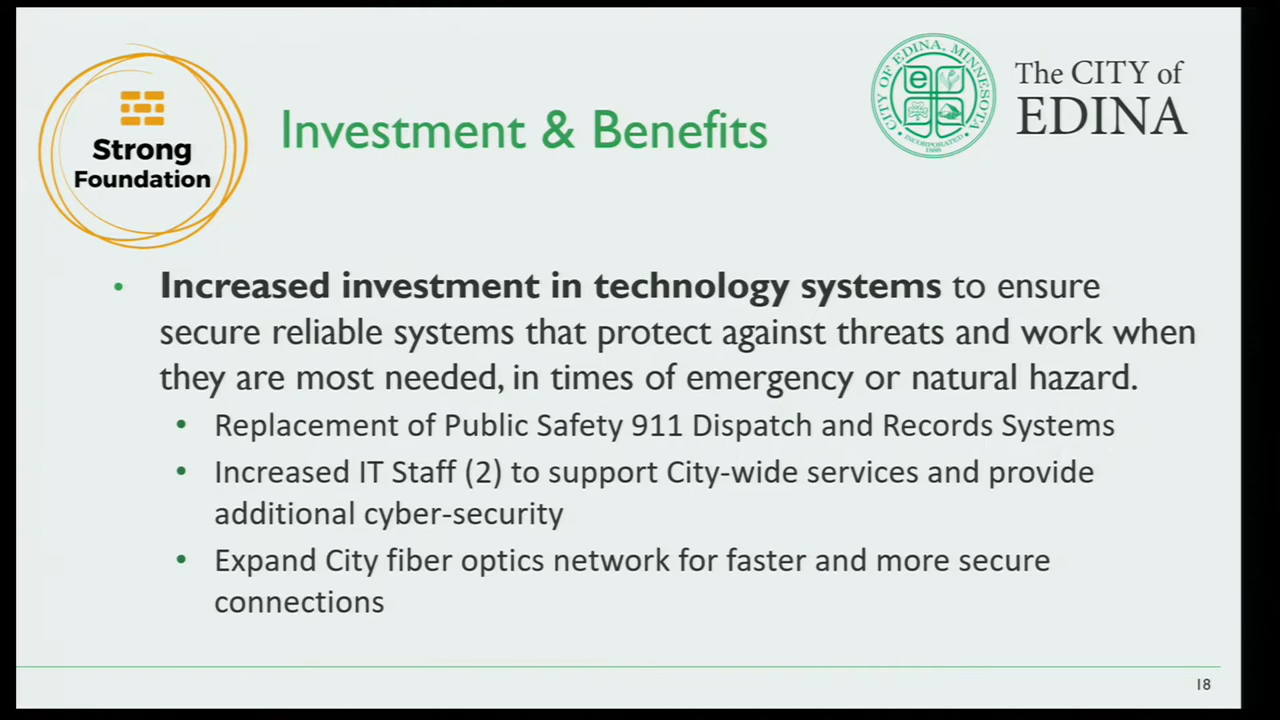 Strong
Foundation
Investment & Benefits
CITY OF EDINA, MINNESOTA
e
INCORPORATED
1888
The CITY of
EDINA
• Increased investment in technology systems to ensure
secure reliable systems that protect against threats and work when
they are most needed, in times of emergency or natural hazard.
• Replacement of Public Safety 911 Dispatch and Records Systems
• Increased IT Staff (2) to support City-wide services and provide
additional cyber-security
• Expand City fiber optics network for faster and more secure
connections
18